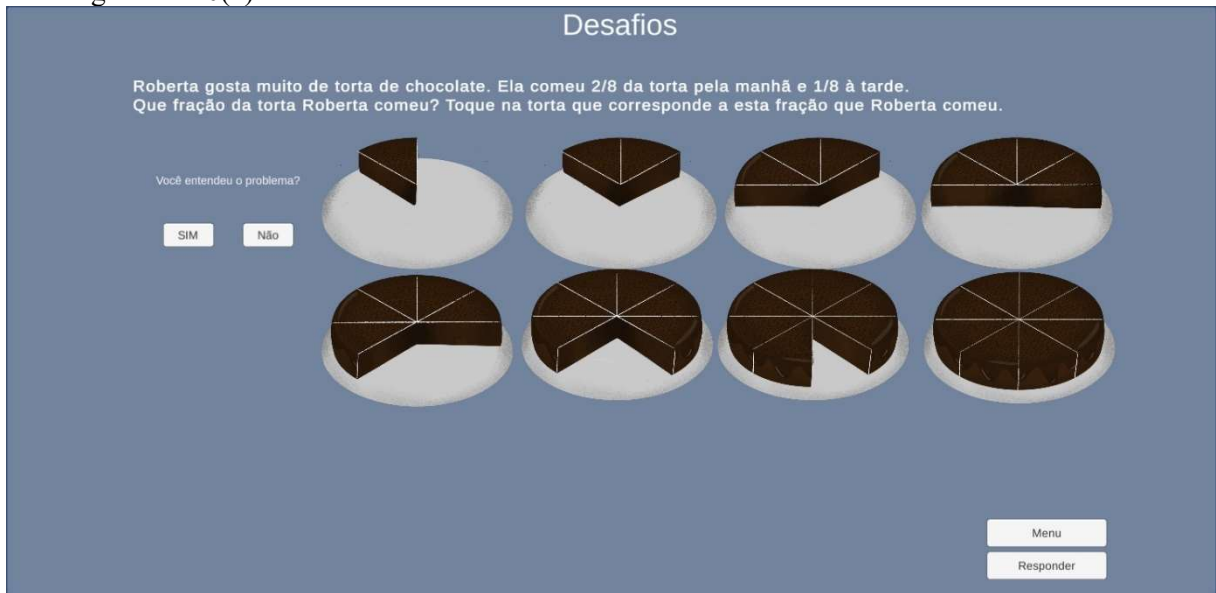 Desafios
Roberta gosta muito de torta de chocolate. Ela comeu 2/8 da torta pela manhã e 1/8 à tarde.
Que fração da torta Roberta comeu? Toque na torta que corresponde a esta fração que Roberta comeu.
Você entendeu o problema?
SIM Não
Menu
Responder